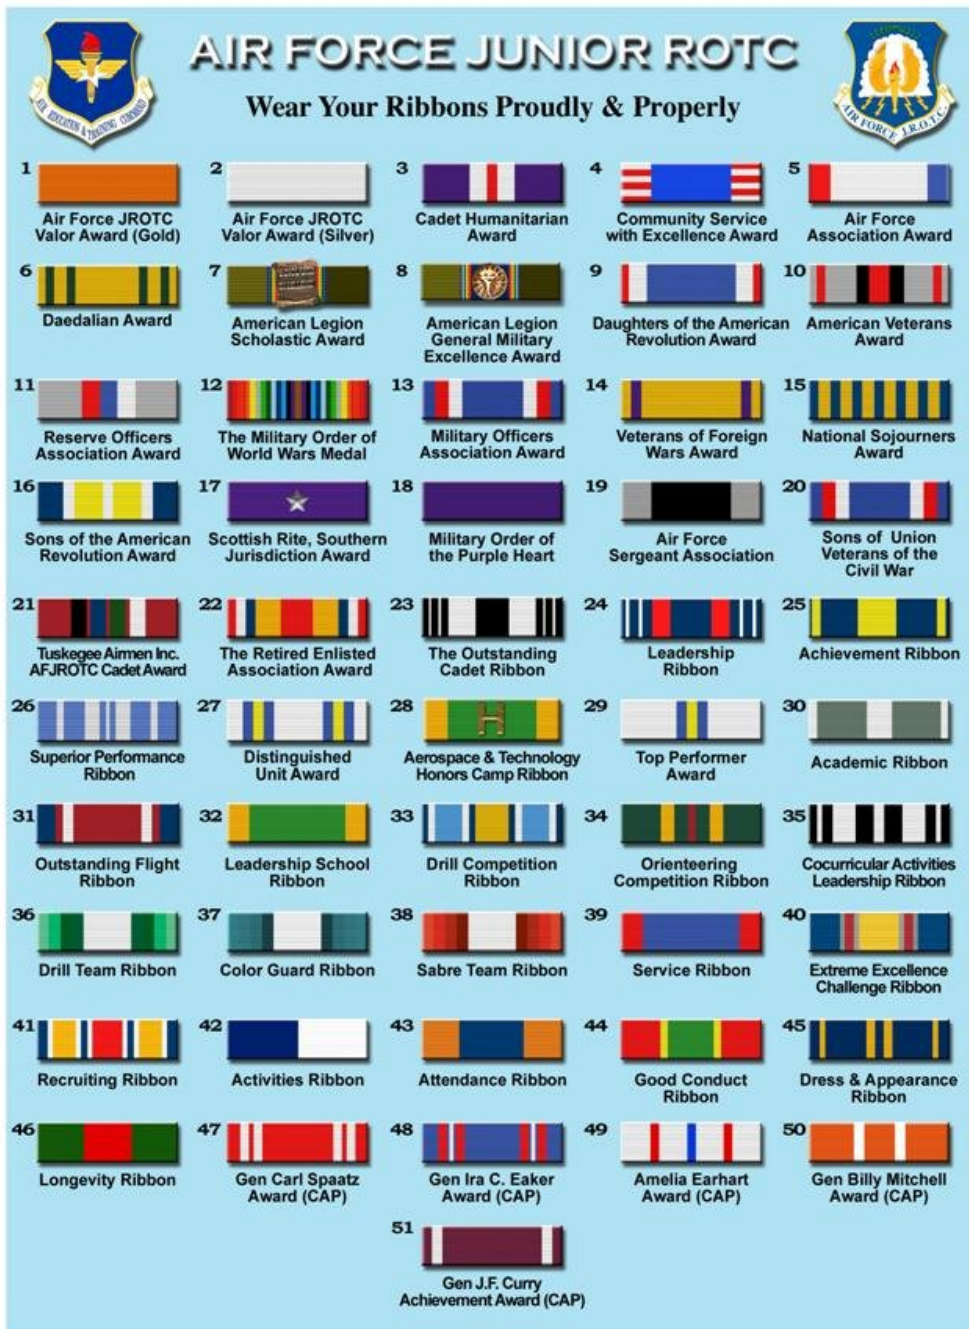 AIR FORCE JUNIOR ROTC
Wear Your Ribbons Proudly & Properly
AIR EDUCATION & TRAINING COMMAND
AIR FORCE J.R.O.T.C.
1
Air Force JROTC
Valor Award (Gold)
2
Air Force JROTC
Valor Award (Silver)
3
Cadet Humanitarian
Award
4
Community Service
with Excellence Award
5
Air Force
Association Award
6
Daedalian Award
7
American Legion
Scholastic Award
8
American Legion
General Military
Excellence Award
9
Daughters of the American
Revolution Award
10
American Veterans
Award
11
Reserve Officers
Association Award
12
The Military Order of
World Wars Medal
13
Military Officers
Association Award
14
Veterans of Foreign
Wars Award
15
National Sojourners
Award
16
Sons of the American
Revolution Award
17
Scottish Rite, Southern
Jurisdiction Award
18
Military Order of
the Purple Heart
19
Air Force
Sergeant Association
20
Sons of Union
Veterans of the
Civil War
21
Tuskegee Airmen Inc.
AFJROTC Cadet Award
22
The Retired Enlisted
Association Award
23
The Outstanding
Cadet Ribbon
24
Leadership
Ribbon
25
Achievement Ribbon
26
Superior Performance
Ribbon
27
Distinguished
Unit Award
28
H
Aerospace & Technology
Honors Camp Ribbon
29
Top Performer
Award
30
Academic Ribbon
31
Outstanding Flight
Ribbon
32
Leadership School
Ribbon
33
Drill Competition
Ribbon
34
Orienteering
Competition Ribbon
35
Cocurricular Activities
Leadership Ribbon
36
Drill Team Ribbon
37
Color Guard Ribbon
38
Sabre Team Ribbon
39
Service Ribbon
40
Extreme Excellence
Challenge Ribbon
41
Recruiting Ribbon
42
Activities Ribbon
43
Attendance Ribbon
44
Good Conduct
Ribbon
45
Dress & Appearance
Ribbon
46
Longevity Ribbon
47
Gen Carl Spaatz
Award (CAP)
48
Gen Ira C. Eaker
Award (CAP)
49
Amelia Earhart
Award (CAP)
50
Gen Billy Mitchell
Award (CAP)
51
Gen J.F. Curry
Achievement Award (CAP)